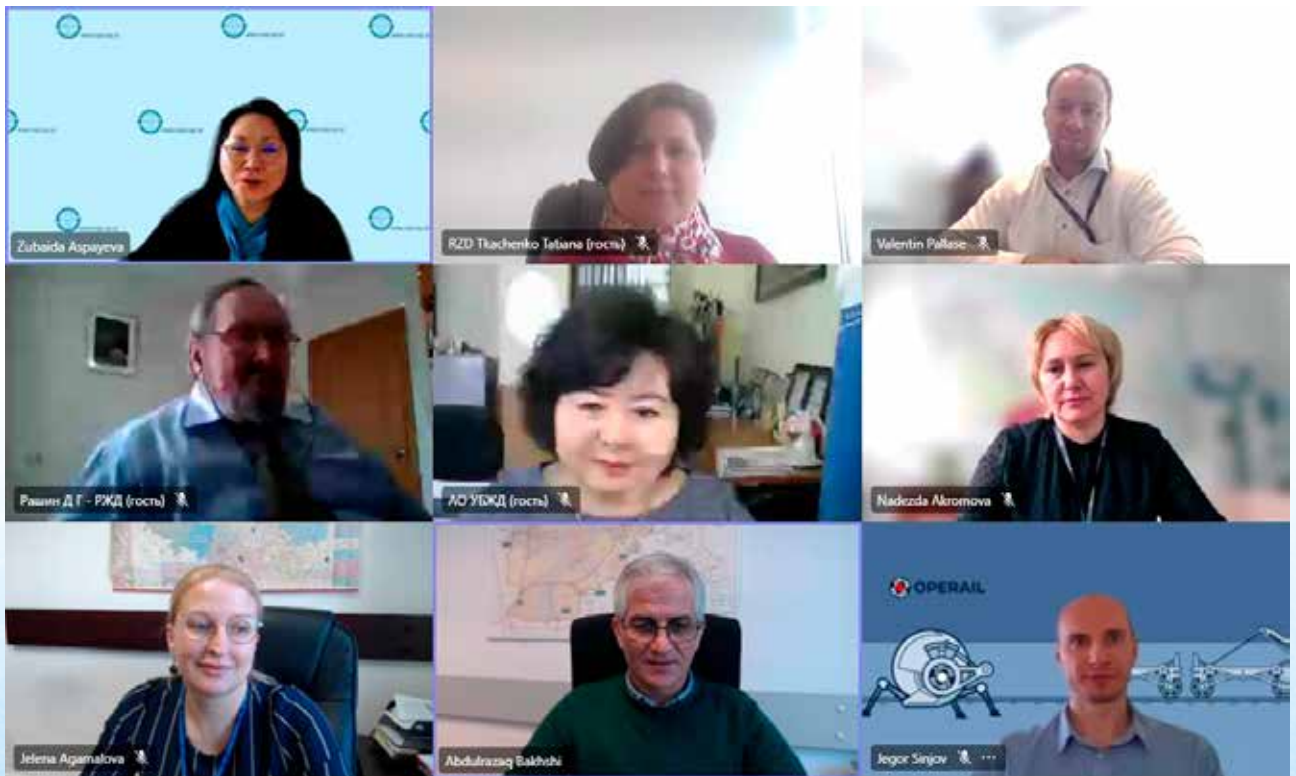 Zubaida Aspayeva
RZD Tkachenko Tatiana (гость)
Valentin Pallase
Рашин Д Г - РЖД (гость)
АО УБЖД (гость)
Nadezda Akromova
OPERAIL
Jelena Agamalova
Abdulrazaq Bakhshi
Jegor Sinjov